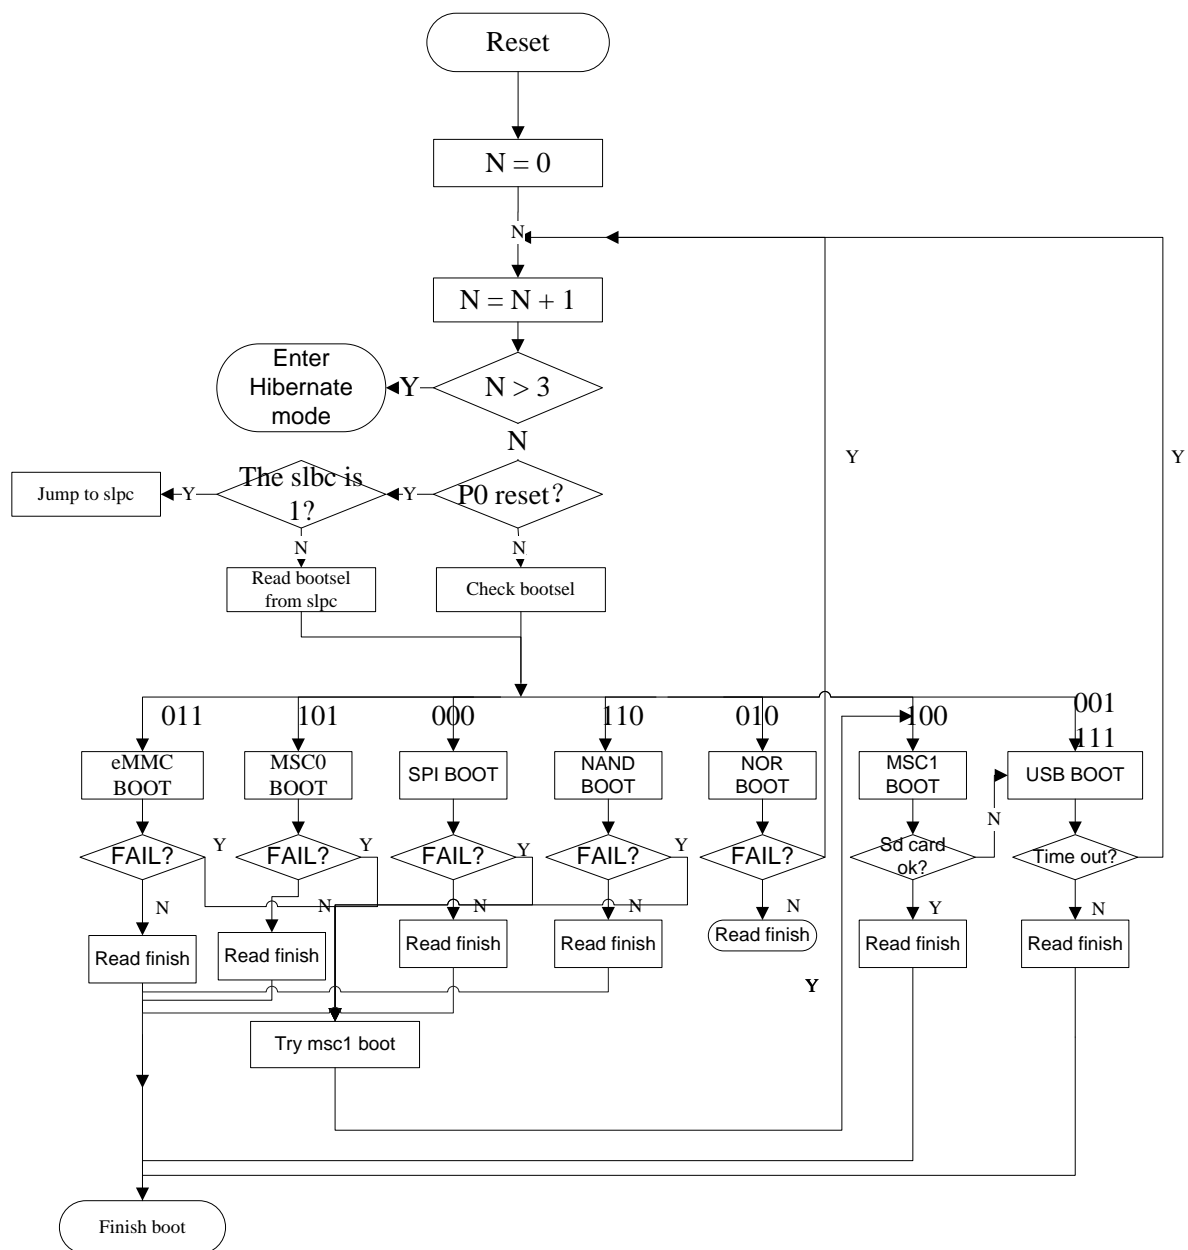 Reset
N = 0
N
N = N + 1
Enter
Hibernate
mode
Y
N > 3
N
Y
Y
Jump to slpc
Y
The slbc is
1?
Y
P0 reset?
N
N
Read bootsel
from slpc
Check bootsel
011
101
000
110
010
100
001
111
eMMC
BOOT
MSC0
BOOT
SPI BOOT
NAND
BOOT
NOR
BOOT
MSC1
BOOT
USB BOOT
N
FAIL?
Y
FAIL?
Y
FAIL?
Y
FAIL?
Y
FAIL?
Sd card
ok?
Time out?
N
N
N
N
N
Y
N
Read finish
Read finish
Read finish
Read finish
Read finish
Read finish
Read finish
Y
Try msc1 boot
Finish boot